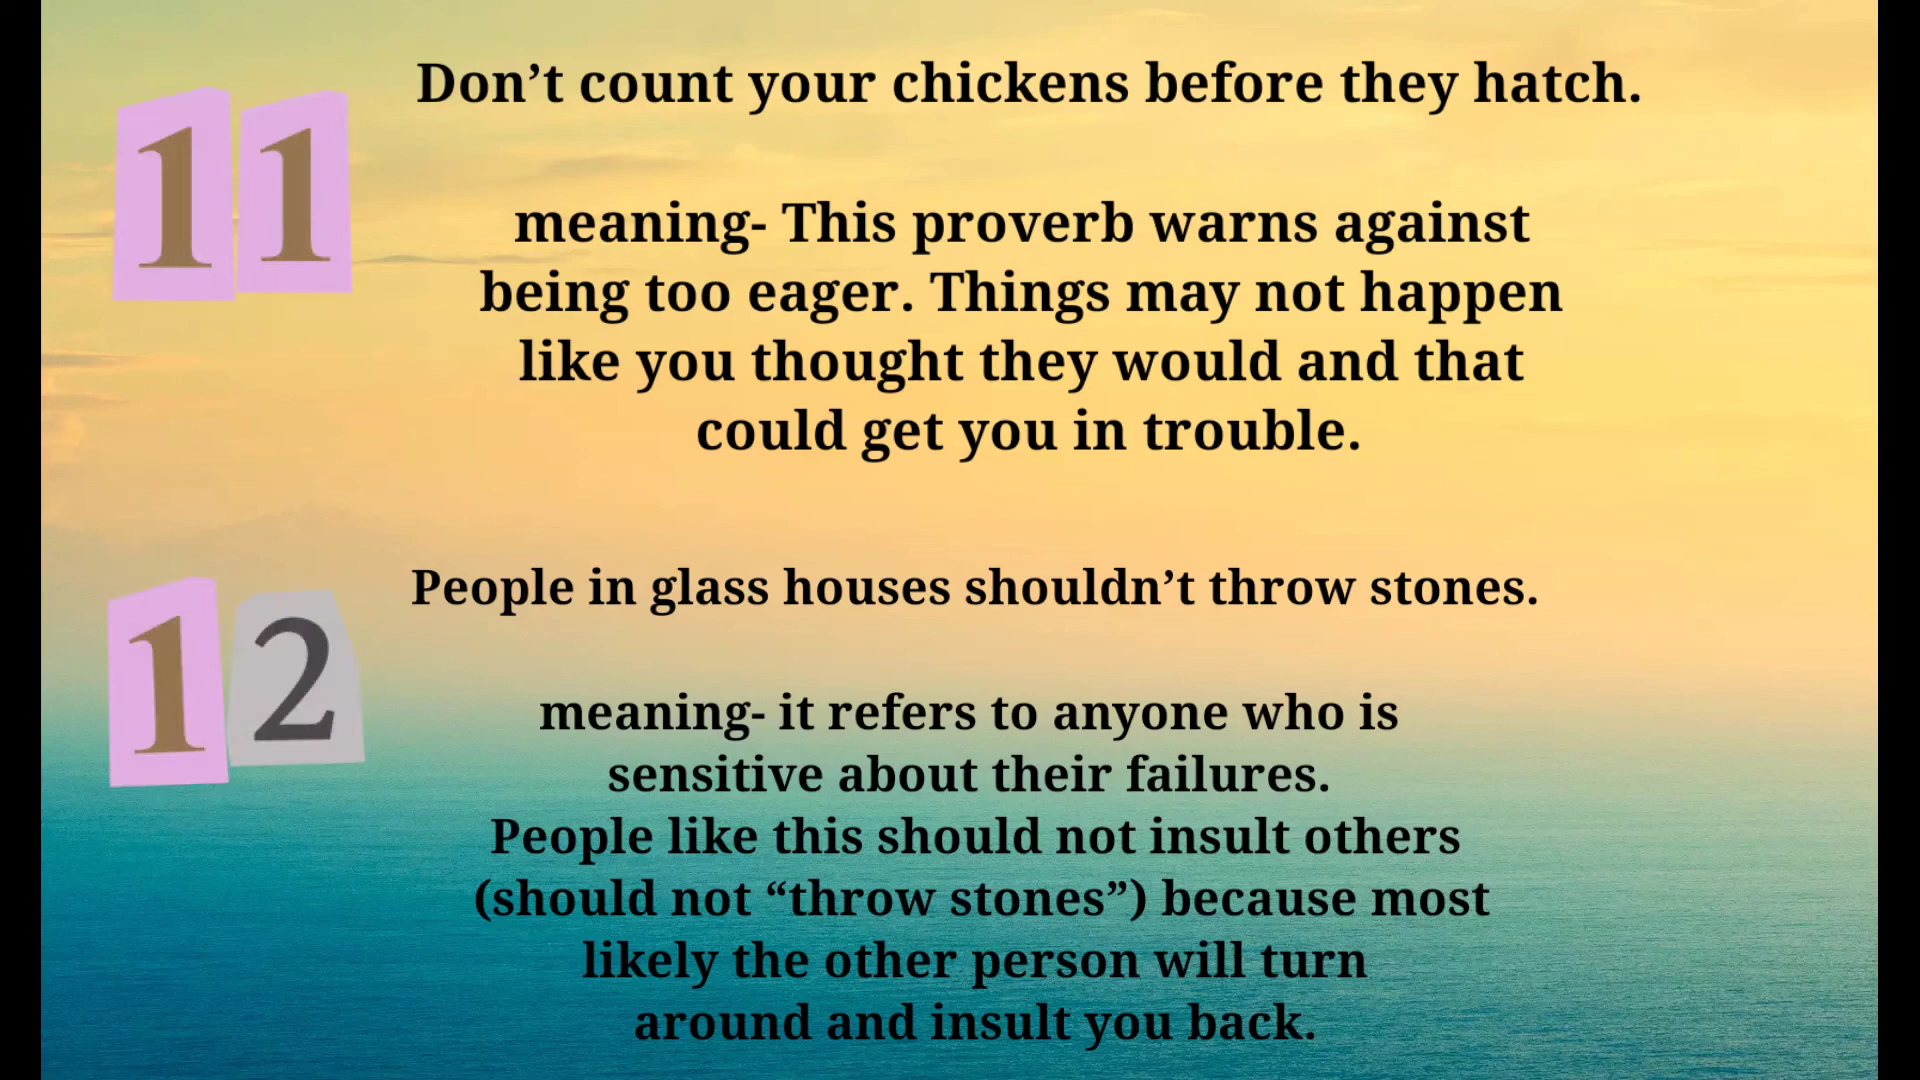 11
Don’t count your chickens before they hatch.
meaning- This proverb warns against
being too eager. Things may not happen
like you thought they would and that
could get you in trouble.
12
People in glass houses shouldn’t throw stones.
meaning- it refers to anyone who is
sensitive about their failures.
People like this should not insult others
(should not “throw stones”) because most
likely the other person will turn
around and insult you back.